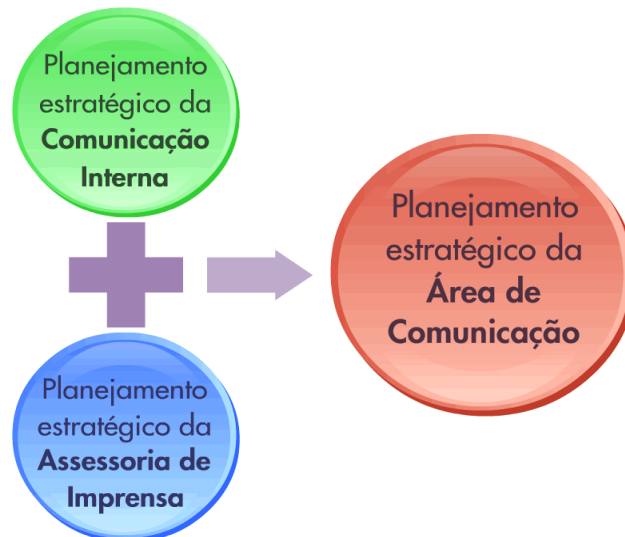 Planejamento
estratégico da
Comunicação
Interna
Planejamento
estratégico da
Área de
Comunicação
Planejamento
estratégico da
Assessoria de
Imprensa